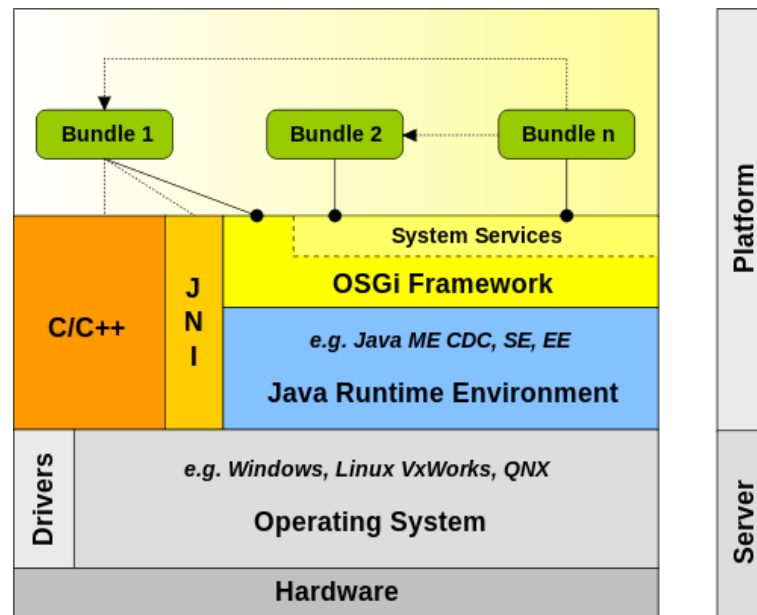 Bundle 1
Bundle 2
Bundle n
System Services
OSGi Framework
C/C++
J
N
I
e.g. Java ME CDC, SE, EE
Java Runtime Environment
Drivers
e.g. Windows, Linux VxWorks, QNX
Operating System
Hardware
Platform
Server